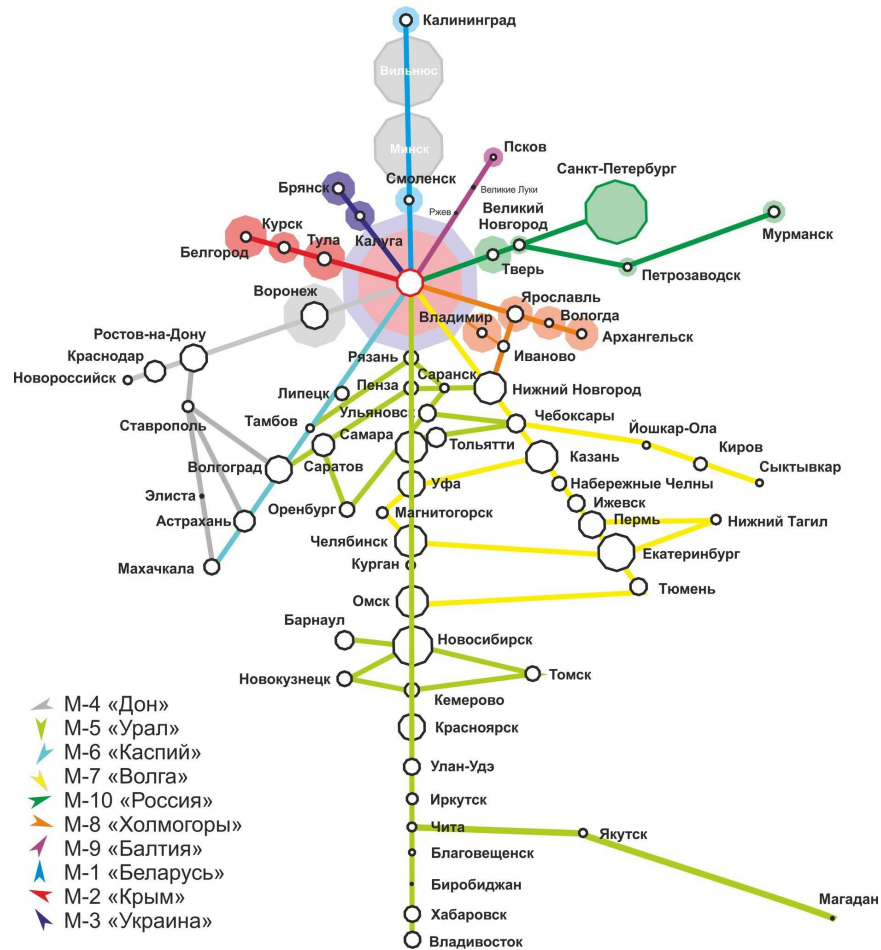 Калининград
Вильнюс
Минск
Псков
Санкт-Петербург
Смоленск
Брянск
Великие Луки
Ржев
Великий
Новгород
Курск
Калуга
Мурманск
Белгород
Тула
Тверь
Петрозаводск
Воронеж
Ярославль
Владимир
Вологда
Архангельск
Ростов-на-Дону
Иваново
Краснодар
Рязань
Новороссийск
Саранск
Липецк
Пенза
Нижний Новгород
Ульяновск
Тамбов
Чебоксары
Ставрополь
Самара
Йошкар-Ола
Тольятти
Казань
Киров
Волгоград
Саратов
Сыктывкар
Уфа
Набережные Челны
Элиста
Оренбург
Ижевск
Магнитогорск
Астрахань
Пермь
Нижний Тагил
Челябинск
Екатеринбург
Махачкала
Курган
Тюмень
Омск
Барнаул
Новосибирск
Новокузнецк
Томск
Кемерово
М-4 «Дон»
М-5 «Урал»
М-6 «Каспий»
М-7 «Волга»
М-10 «Россия»
М-8 «Холмогоры»
М-9 «Балтия»
М-1 «Беларусь»
М-2 «Крым»
М-3 «Украина»
Красноярск
Улан-Удэ
Иркутск
Чита
Якутск
Благовещенск
Биробиджан
Магадан
Хабаровск
Владивосток